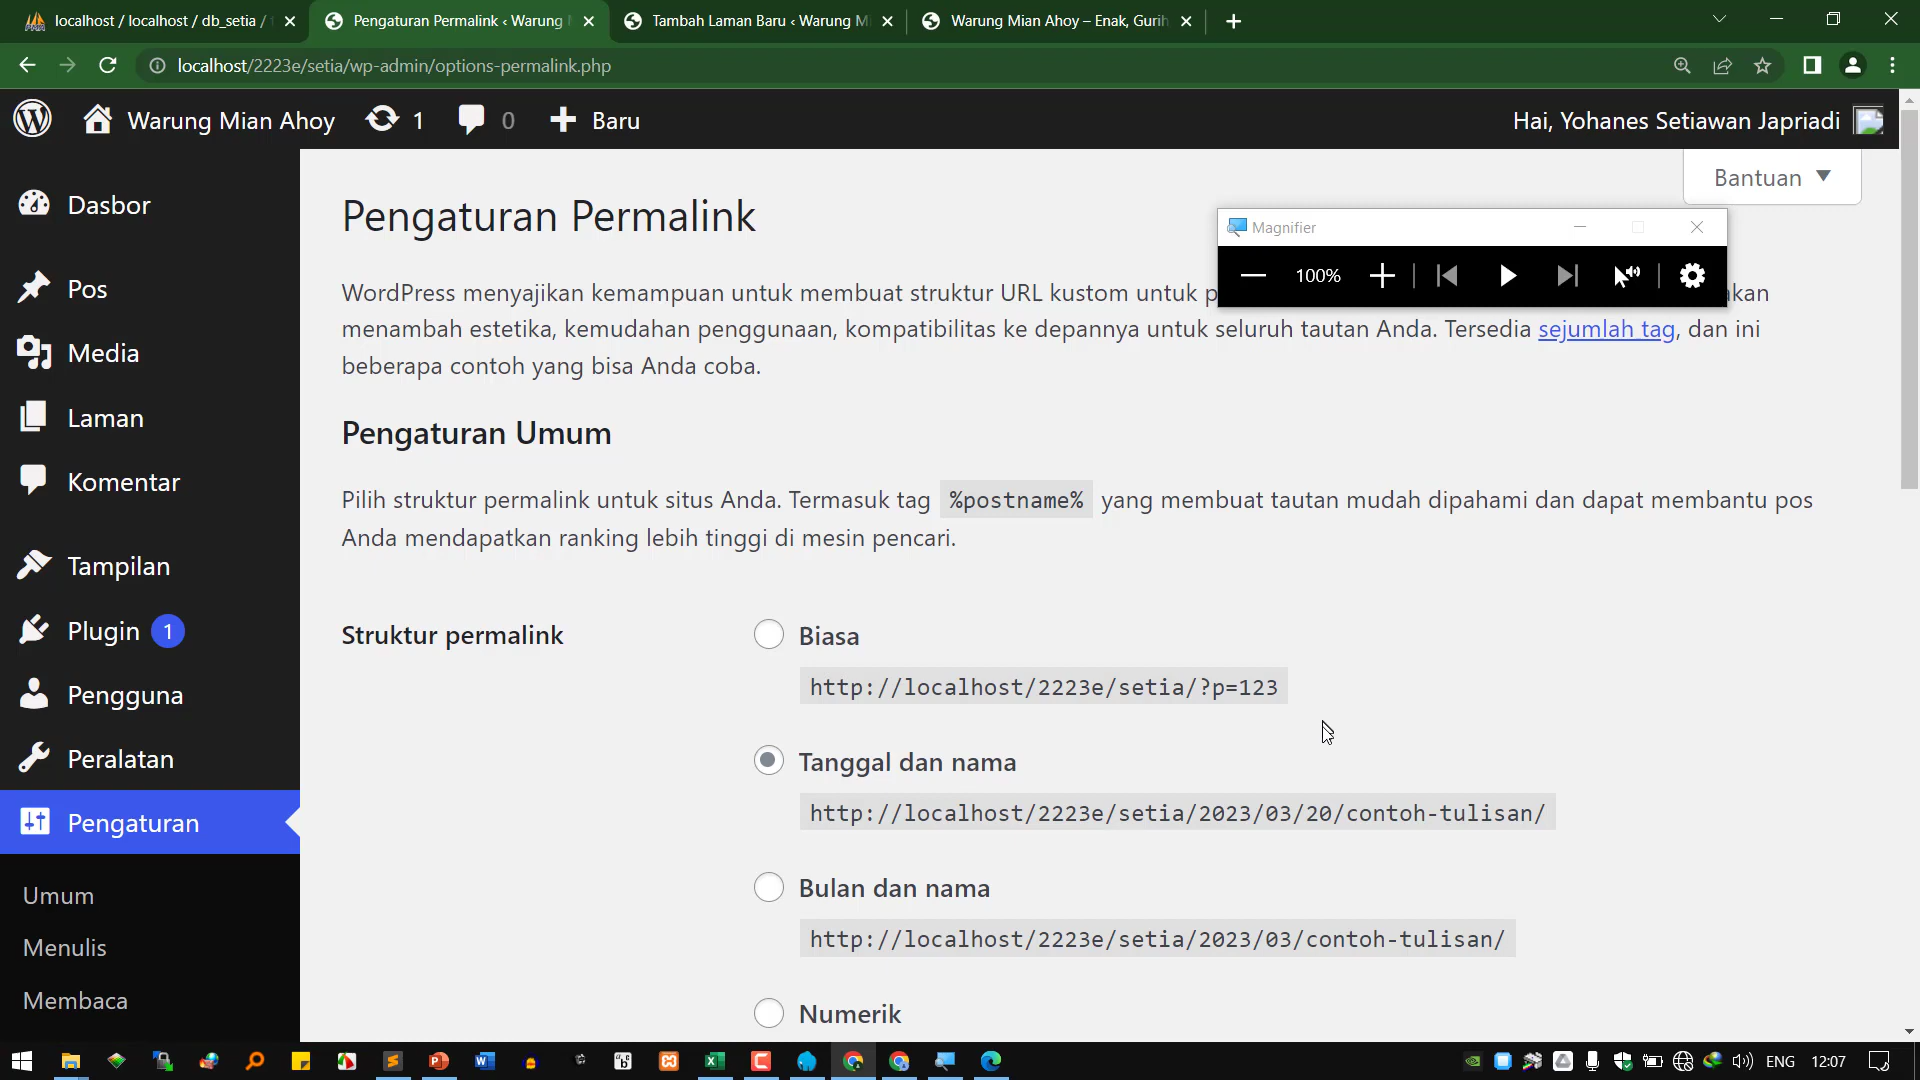 localhost / localhost / db_setia /
Pengaturan Permalink ‹ Warung
Tambah Laman Baru ‹ Warung Mi
Warung Mian Ahoy – Enak, Gurih
localhost/2223e/setia/wp-admin/options-permalink.php
Warung Mian Ahoy
1
0
Baru
Hai, Yohanes Setiawan Japriadi
Bantuan
Dasbor
Pos
Media
Laman
Komentar
Tampilan
Plugin 1
Pengguna
Peralatan
Pengaturan
Umum
Menulis
Membaca
Pengaturan Permalink
Magnifier
100%
WordPress menyajikan kemampuan untuk membuat struktur URL kustom untuk p kan
menambah estetika, kemudahan penggunaan, kompatibilitas ke depannya untuk seluruh tautan Anda. Tersedia sejumlah tag, dan ini
beberapa contoh yang bisa Anda coba.
Pengaturan Umum
Pilih struktur permalink untuk situs Anda. Termasuk tag %postname% yang membuat tautan mudah dipahami dan dapat membantu pos
Anda mendapatkan ranking lebih tinggi di mesin pencari.
Struktur permalink
Biasa
http://localhost/2223e/setia/?p=123
Tanggal dan nama
http://localhost/2223e/setia/2023/03/20/contoh-tulisan/
Bulan dan nama
http://localhost/2223e/setia/2023/03/contoh-tulisan/
Numerik
ENG
12:07